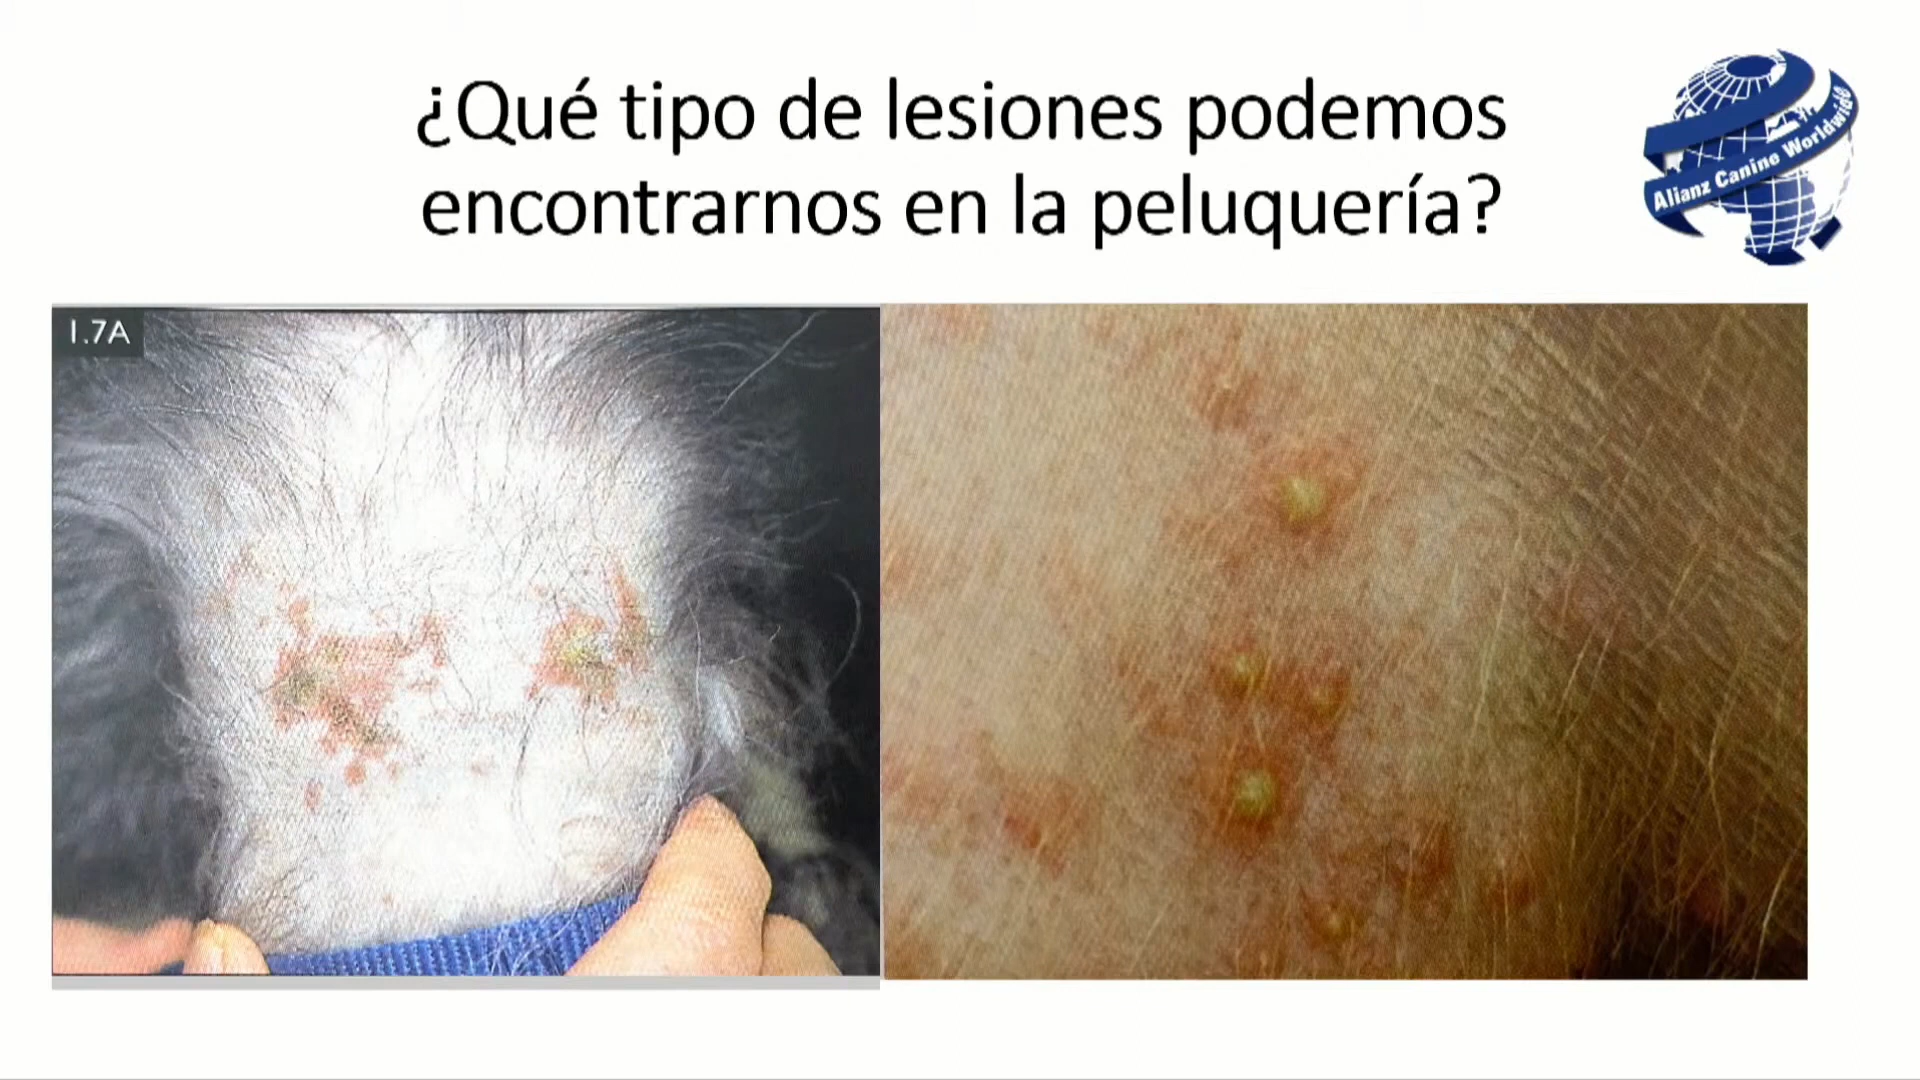 ¿Qué tipo de lesiones podemos
encontrarnos en la peluquería?
Alianz Canine Worldwide
1.7A